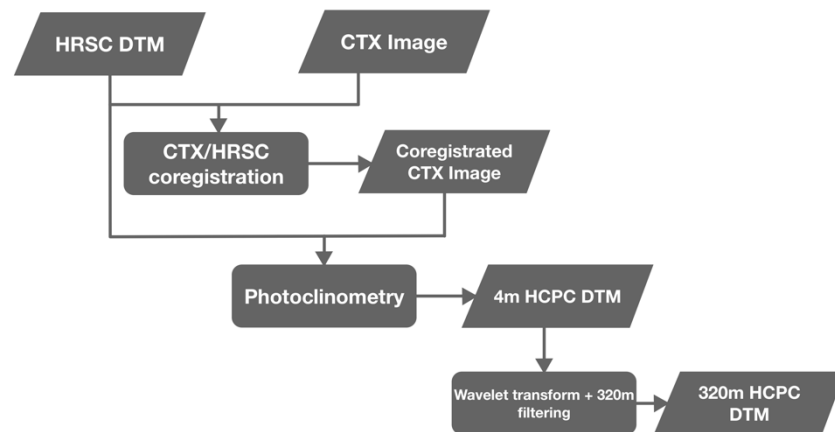 HRSC DTM
CTX Image
CTX/HRSC
coregistration
Coregistrated
CTX Image
Photoclinometry
4m HCPC DTM
Wavelet transform + 320m
filtering
320m HCPC
DTM